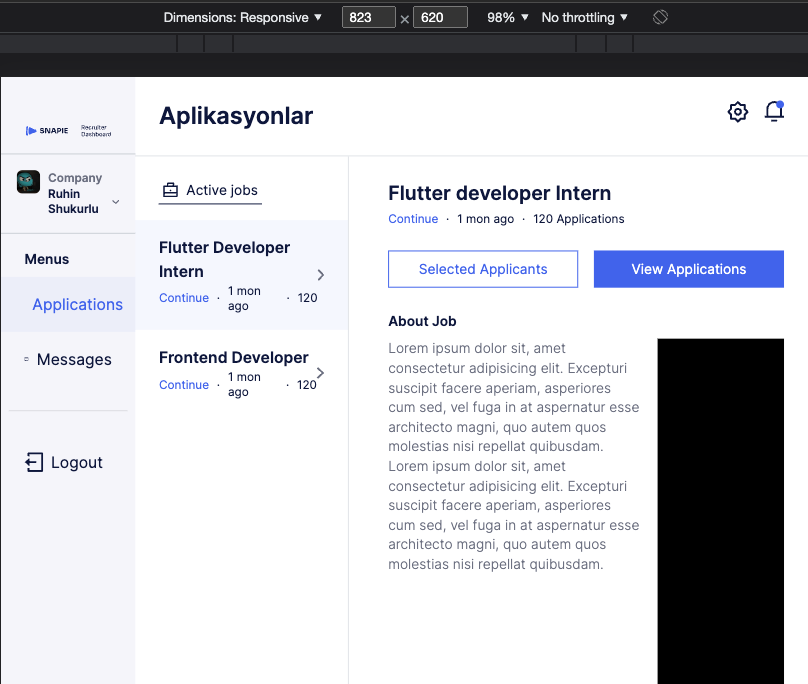 Dimensions: Responsive ▼ 823 × 620 98% ▼ No throttling ▼
SNAPIE
Recruiter
Dashboard
Aplikasyonlar
Company
Ruhin
Shukurlu
Menus
Applications
Messages
Logout
Active jobs
Flutter Developer
Intern
Continue · 1 mon
ago · 120
Frontend Developer
Continue · 1 mon
ago · 120
Flutter developer Intern
Continue · 1 mon ago · 120 Applications
Selected Applicants
View Applications
About Job
Lorem ipsum dolor sit, amet
consectetur adipisicing elit. Excepturi
suscipit facere aperiam, asperiores
cum sed, vel fuga in at aspernatur esse
architecto magni, quo autem quos
molestias nisi repellat quibusdam.
Lorem ipsum dolor sit, amet
consectetur adipisicing elit. Excepturi
suscipit facere aperiam, asperiores
cum sed, vel fuga in at aspernatur esse
architecto magni, quo autem quos
molestias nisi repellat quibusdam.